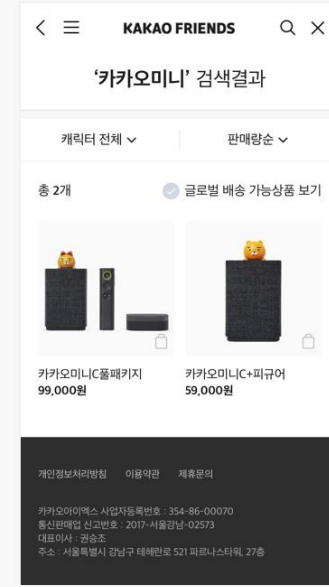 KAKAO FRIENDS
‘카카오미니’ 검색결과
캐릭터 전체
판매량순
총 2개
글로벌 배송 가능상품 보기
카카오미니C풀패키지
99,000원
카카오미니C+피규어
59,000원
개인정보처리방침 이용약관 제휴문의
카카오아이엑스 사업자등록번호 : 354-86-00070
통신판매업 신고번호 : 2017-서울강남-02573
대표이사 : 권승조
주소 : 서울특별시 강남구 테헤란로 521 파르나스타워, 27층